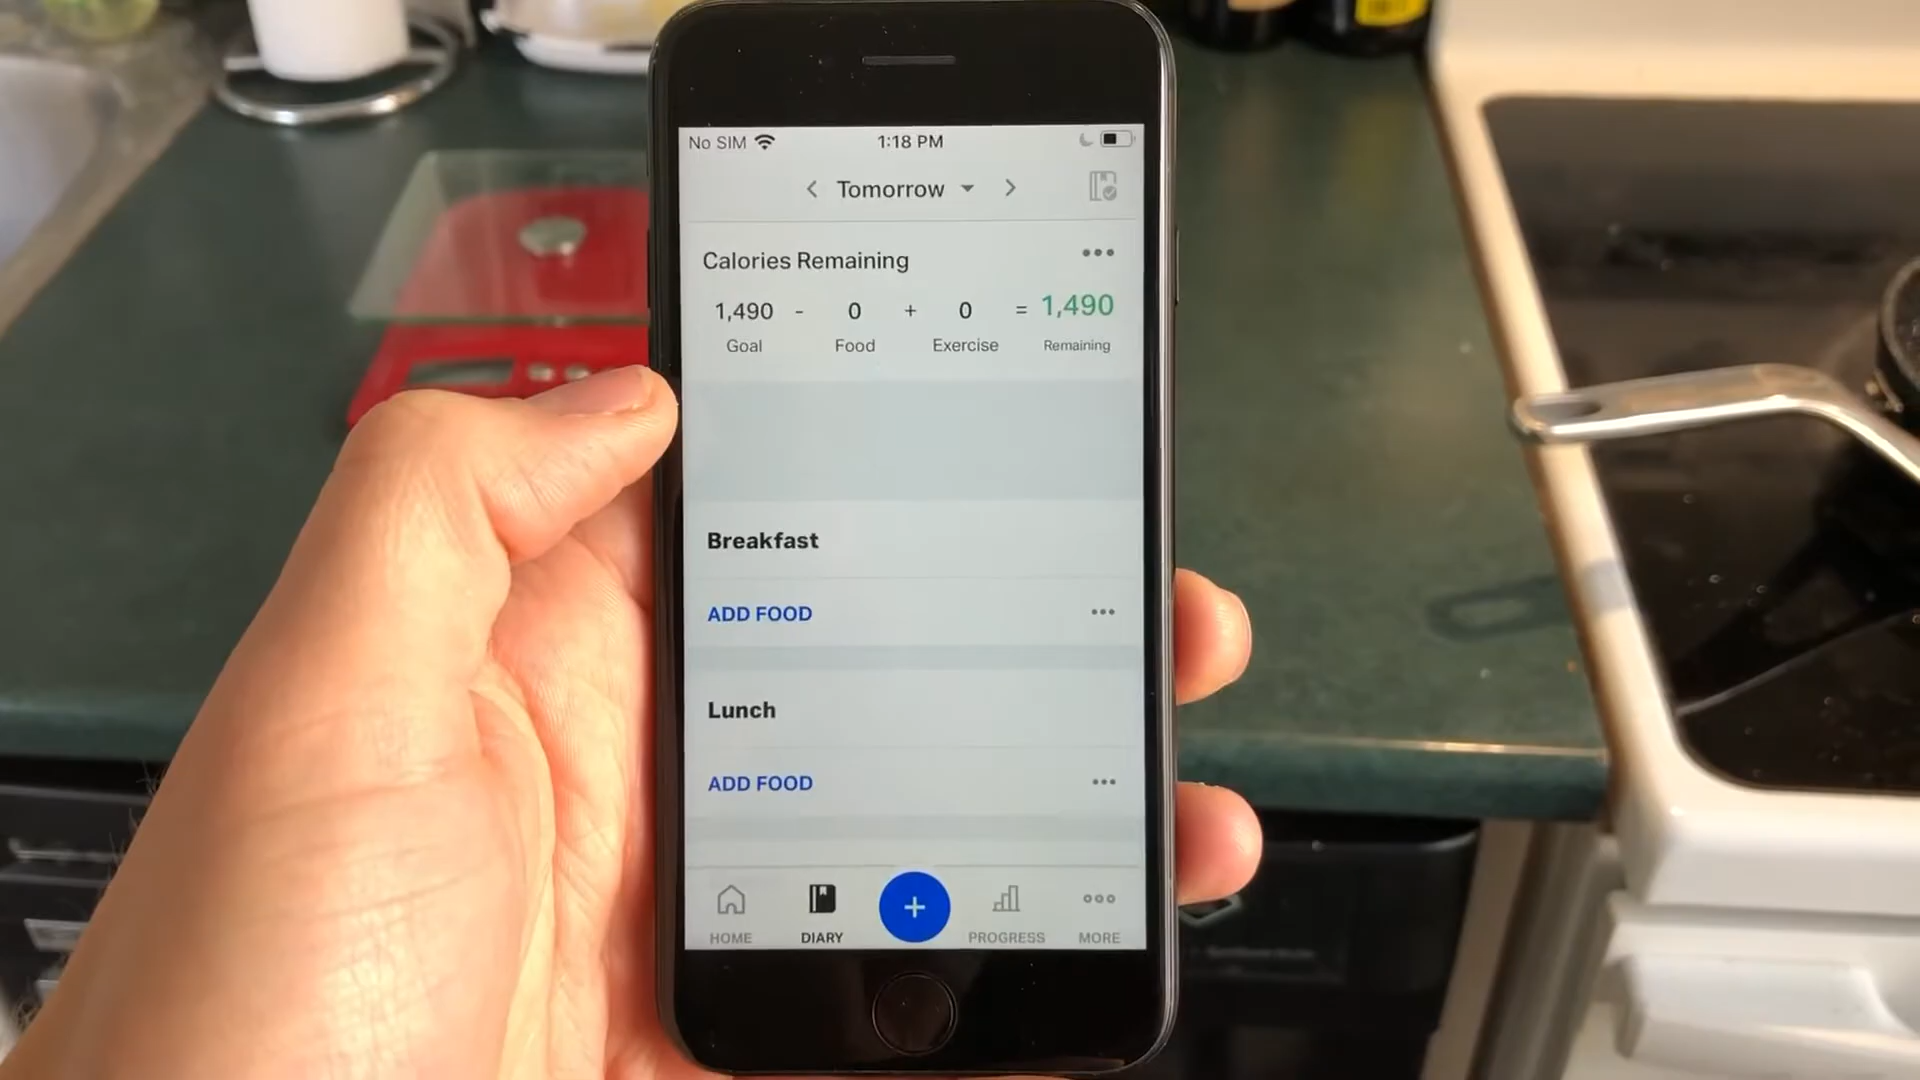 No SIM 1:18 PM
Tomorrow
Calories Remaining
1,490 - 0 + 0 = 1,490
Goal Food Exercise Remaining
Breakfast
ADD FOOD
Lunch
ADD FOOD
HOME DIARY + PROGRESS MORE